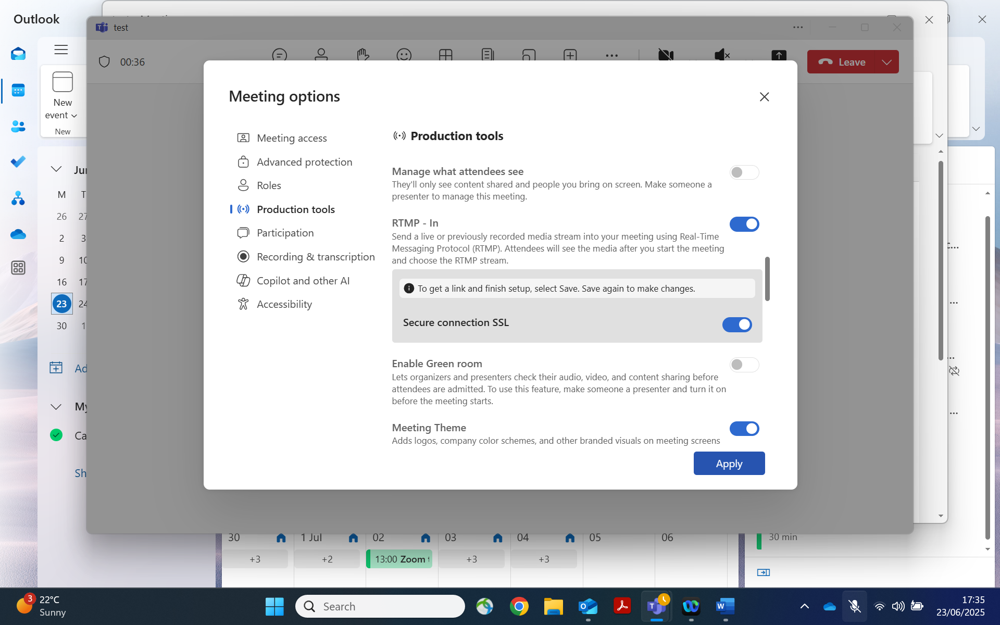 Outlook
test
00:36
Leave
New
event
New
Meeting options
Meeting access
Advanced protection
Roles
Production tools
Participation
Recording & transcription
Copilot and other AI
Accessibility
Production tools
Manage what attendees see
They'll only see content shared and people you bring on screen. Make someone a
presenter to manage this meeting.
RTMP - In
Send a live or previously recorded media stream into your meeting using Real-Time
Messaging Protocol (RTMP). Attendees will see the media after you start the meeting
and choose the RTMP stream.
To get a link and finish setup, select Save. Save again to make changes.
Secure connection SSL
Enable Green room
Lets organizers and presenters check their audio, video, and content sharing before
attendees are admitted. To use this feature, make someone a presenter and turn it on
before the meeting starts.
Meeting Theme
Adds logos, company color schemes, and other branded visuals on meeting screens
Apply
M T
26 27
2 3
9 10
16 17
23 24
30 1
30 1 Jul 02 03 04 05 06
+3 +2 13:00 Zoom +3 +3
30 min
3
22°C
Sunny
Search
17:35
23/06/2025